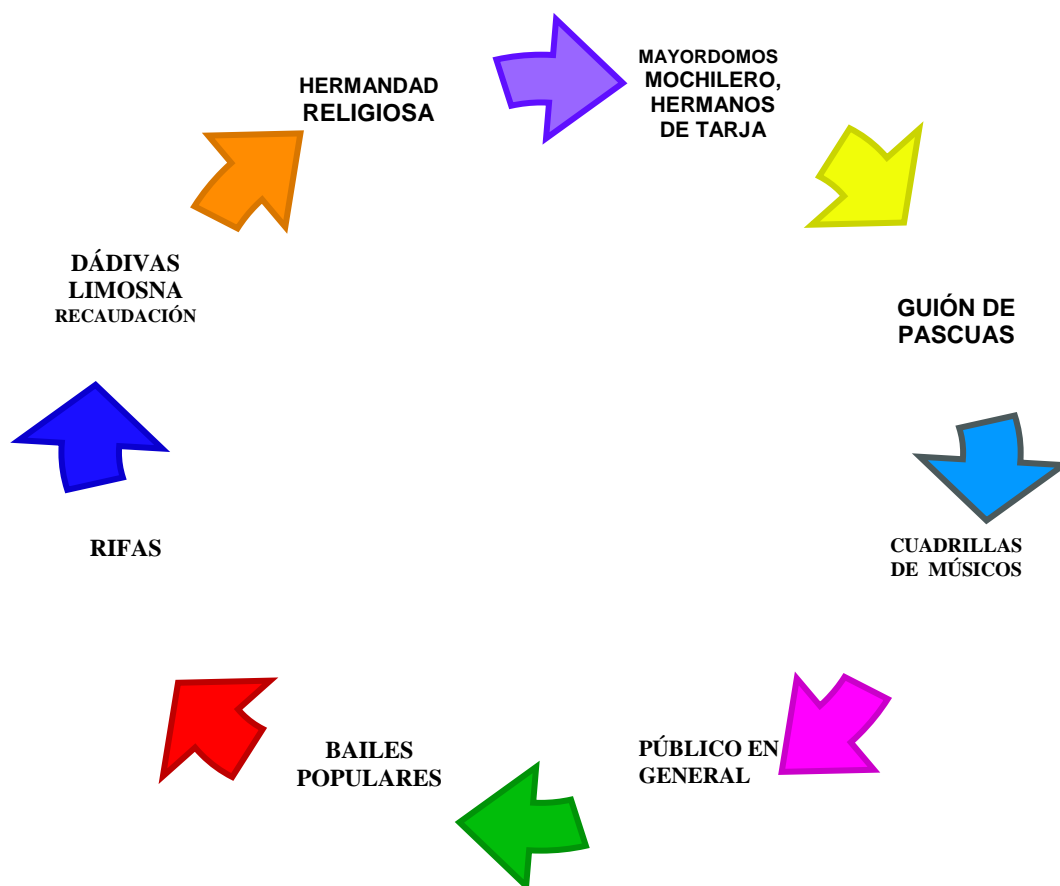 HERMANDAD
RELIGIOSA
MAYORDOMOS
MOCHILERO,
HERMANOS
DE TARJA
GUIÓN DE
PASCUAS
CUADRILLAS
DE MÚSICOS
PÚBLICO EN
GENERAL
BAILES
POPULARES
RIFAS
DÁDIVAS
LIMOSNA
RECAUDACIÓN